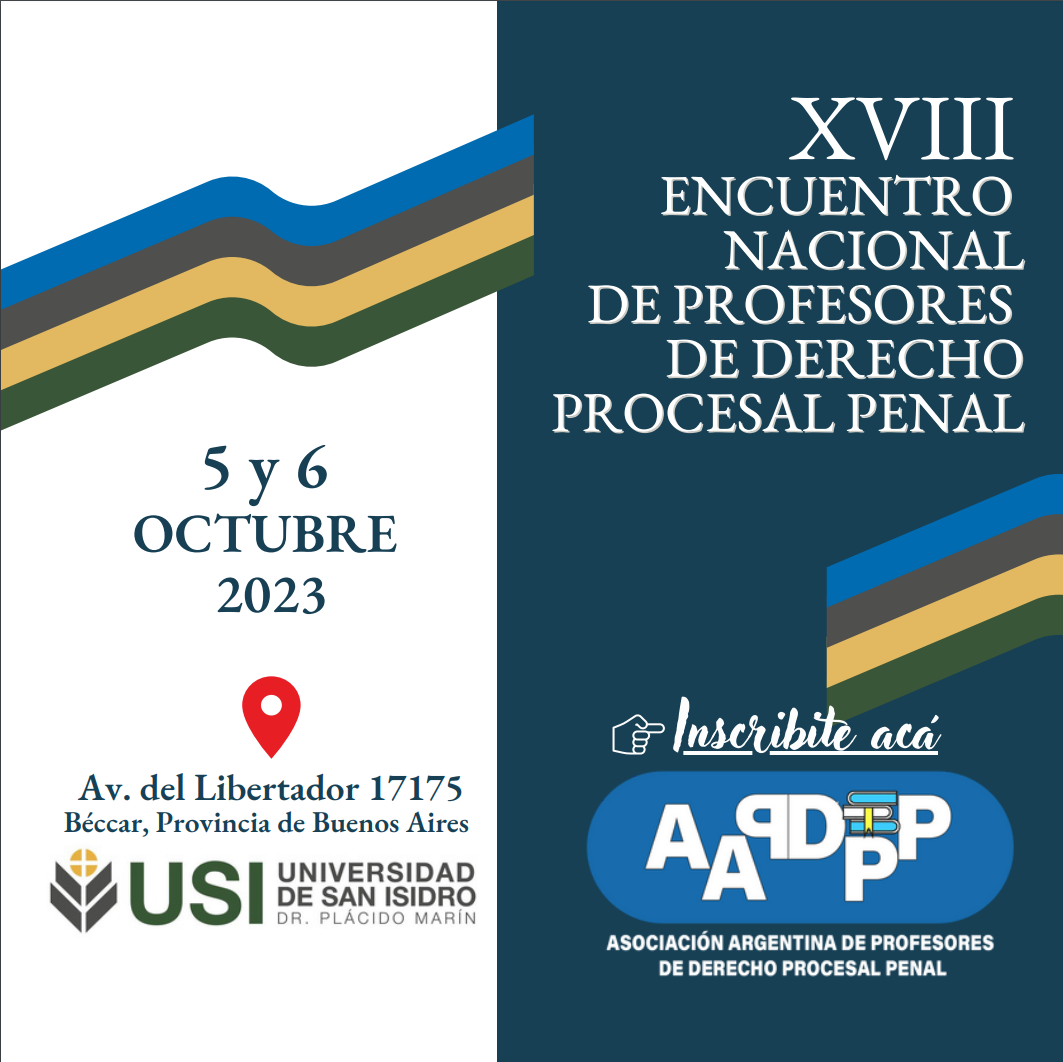 XVIII
ENCUENTRO
NACIONAL
DE PROFESORES
DE DERECHO
PROCESAL PENAL
5 y 6
OCTUBRE
2023
Av. del Libertador 17175
Béccar, Provincia de Buenos Aires
USI UNIVERSIDAD
DE SAN ISIDRO
DR. PLÁCIDO MARÍN
Inscribite acá
AAPDPPP
ASOCIACIÓN ARGENTINA DE PROFESORES
DE DERECHO PROCESAL PENAL